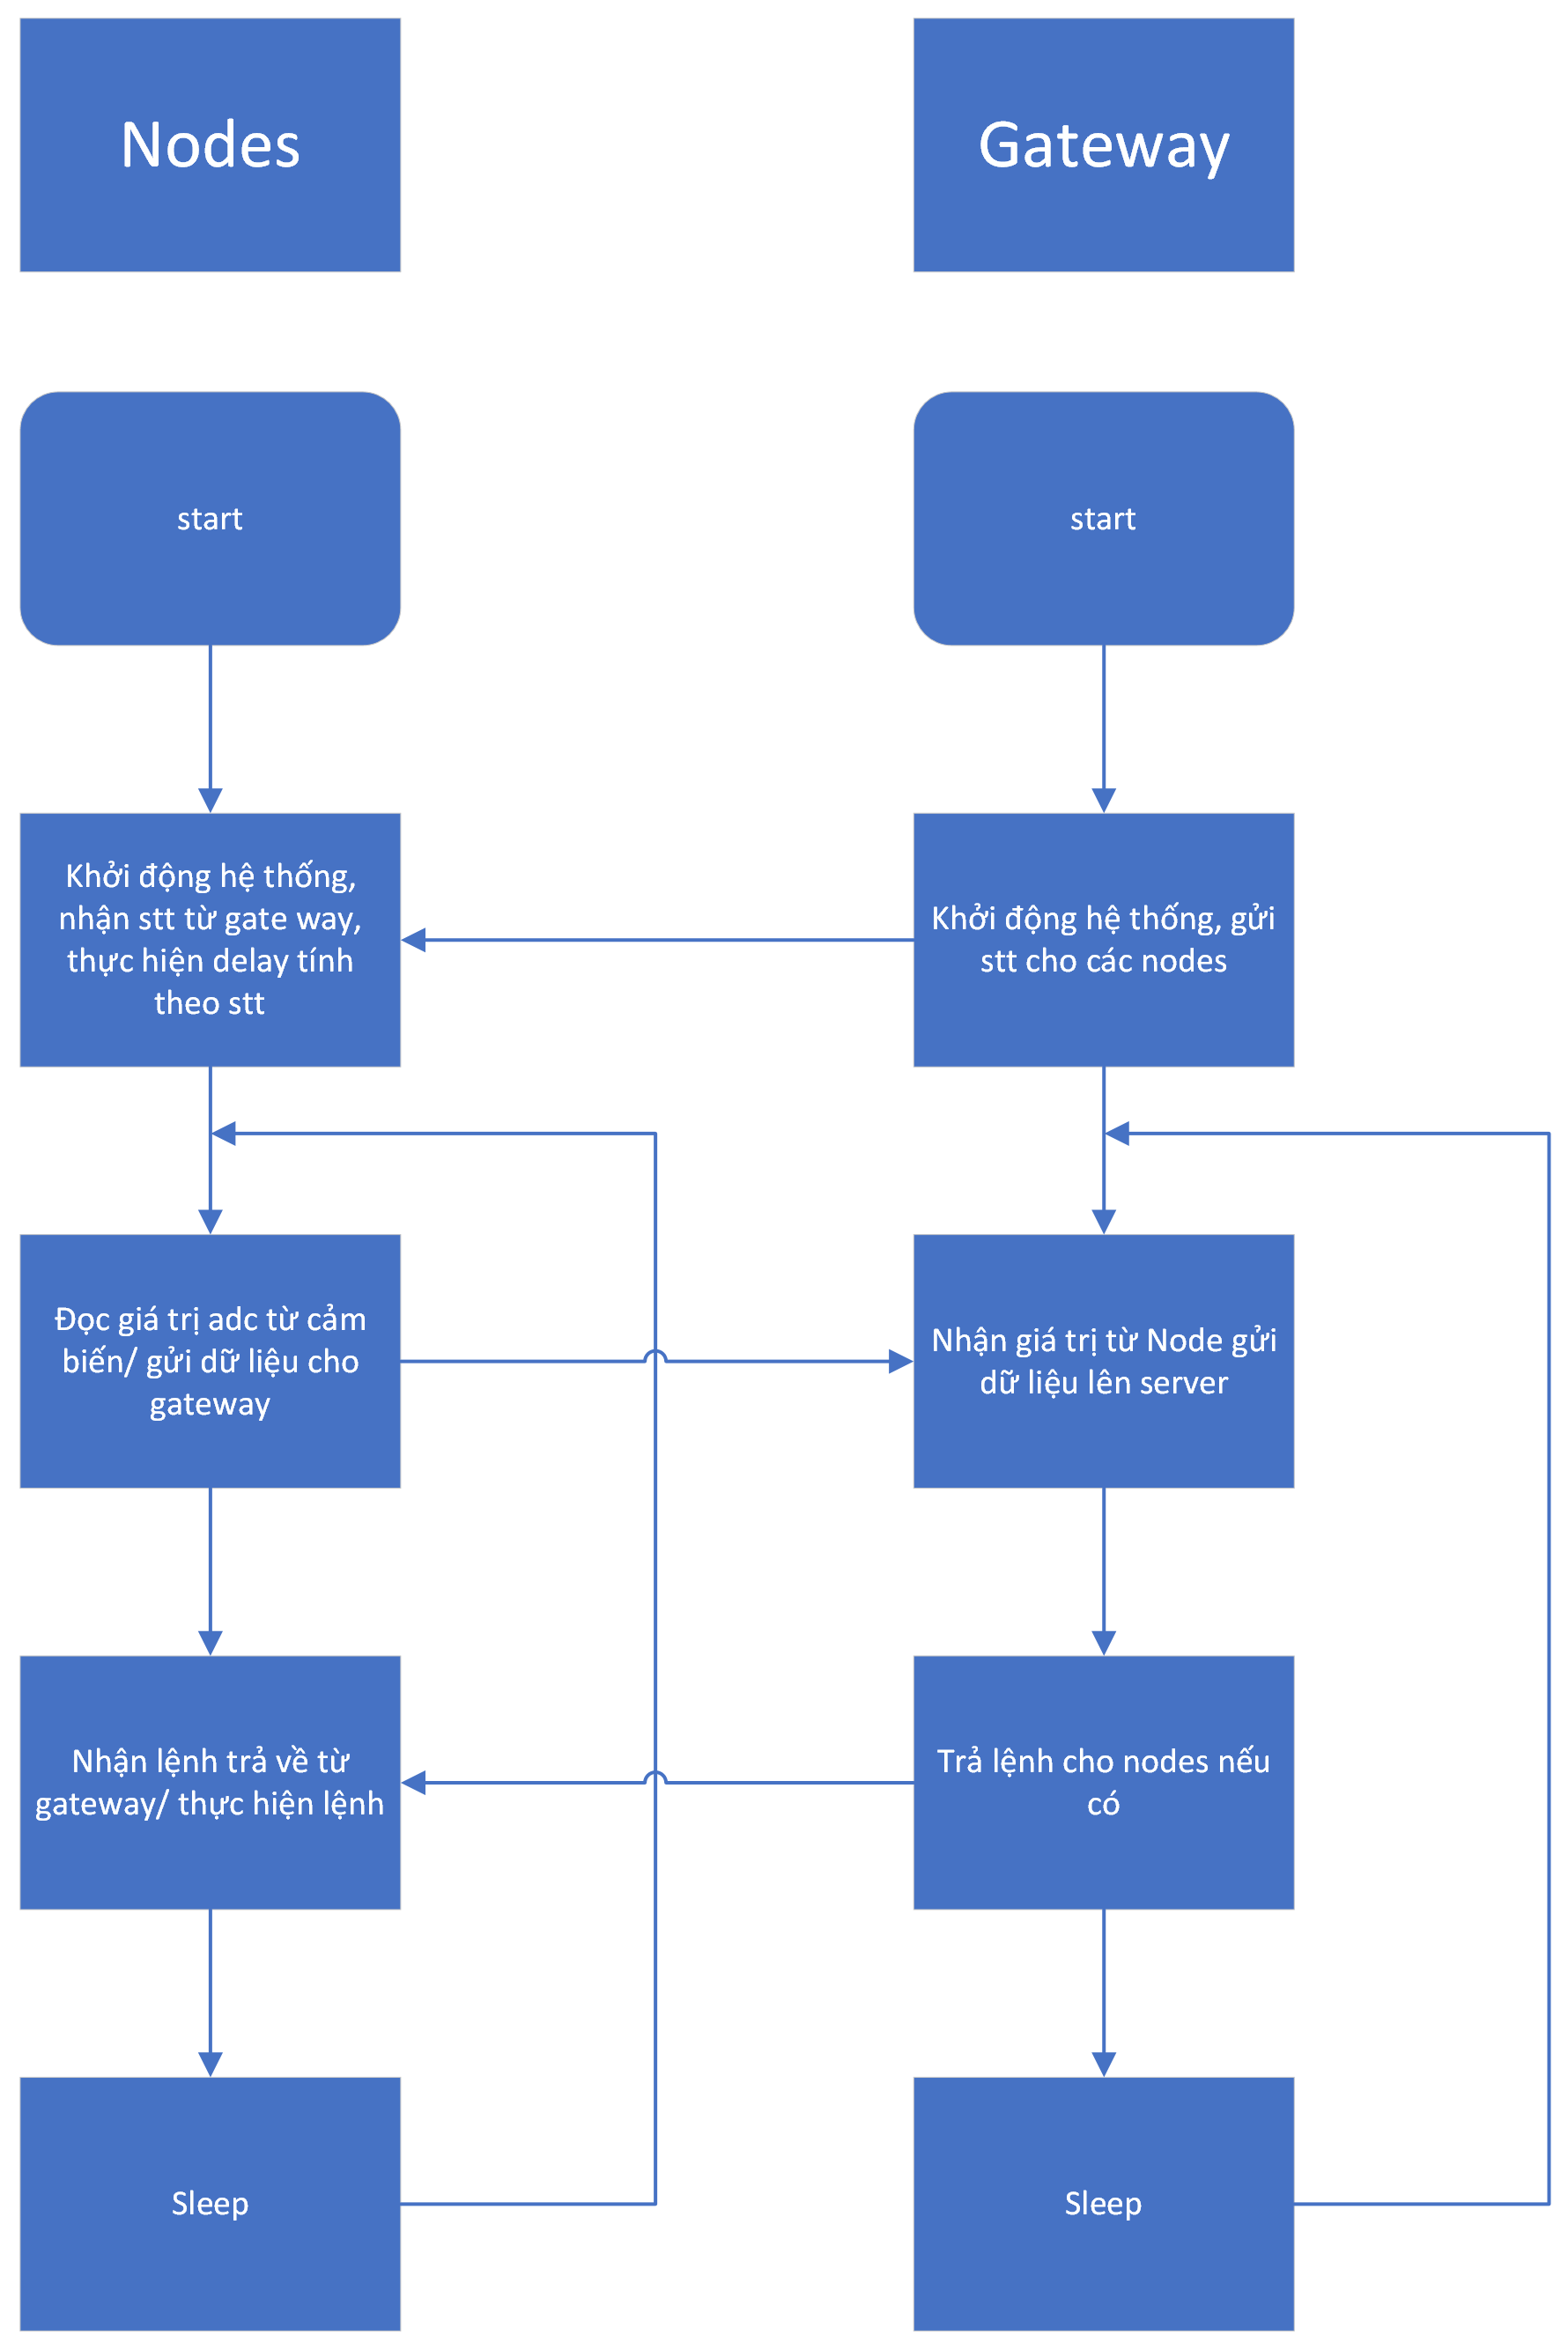 Nodes
Gateway
start
start
Khởi động hệ thống,
nhận stt từ gate way,
thực hiện delay tính
theo stt
Khởi động hệ thống, gửi
stt cho các nodes
Đọc giá trị adc từ cảm
biến/ gửi dữ liệu cho
gateway
Nhận giá trị từ Node gửi
dữ liệu lên server
Nhận lệnh trả về từ
gateway/ thực hiện lệnh
Trả lệnh cho nodes nếu
có
Sleep
Sleep